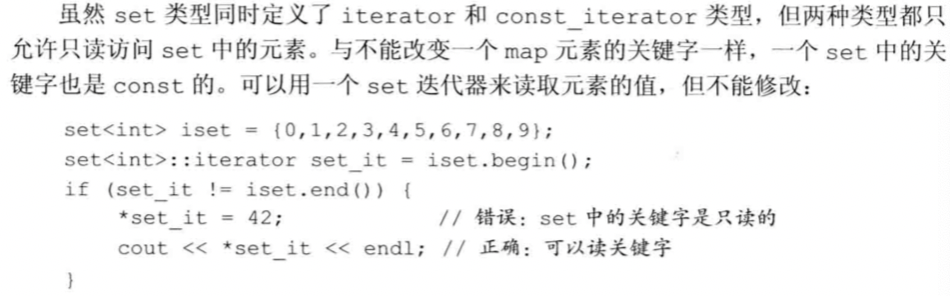 虽然 set 类型同时定义了 iterator 和 const_iterator 类型，但两种类型都只
允许只读访问 set 中的元素。与不能改变一个 map 元素的关键字一样，一个 set 中的关
键字也是 const 的。可以用一个 set 迭代器来读取元素的值，但不能修改：
set<int> iset = {0,1,2,3,4,5,6,7,8,9};
set<int>::iterator set_it = iset.begin();
if (set_it != iset.end()) {
    *set_it = 42;            // 错误：set 中的关键字是只读的
    cout << *set_it << endl; // 正确：可以读关键字
}